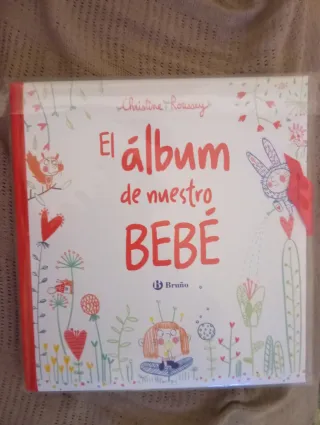 Christine Roussey
El álbum
de nuestro
BEBÉ
Bruño